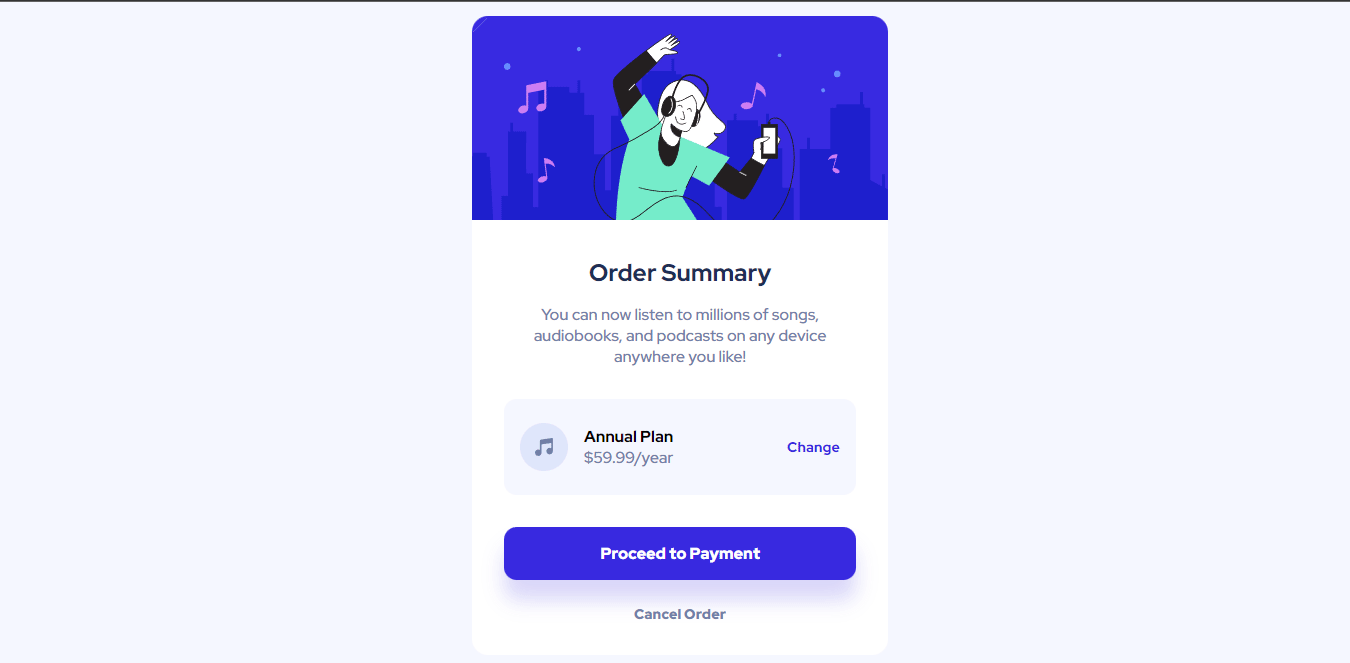 Order Summary
You can now listen to millions of songs,
audiobooks, and podcasts on any device
anywhere you like!
Annual Plan
$59.99/year
Change
Proceed to Payment
Cancel Order